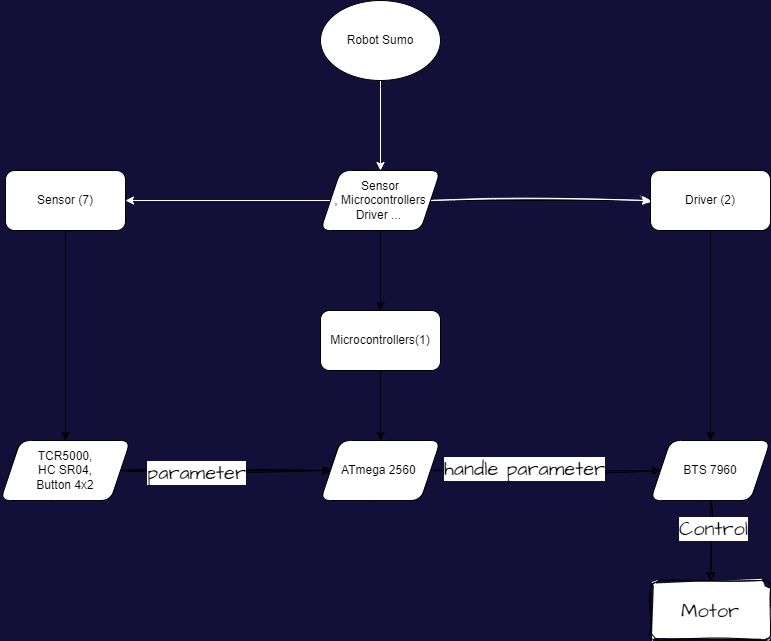 Robot Sumo
Sensor (7)
Sensor
, Microcontrollers
Driver ...
Driver (2)
Microcontrollers(1)
TCR5000,
HC SR04,
Button 4x2
parameter
ATmega 2560
handle parameter
BTS 7960
Control
Motor